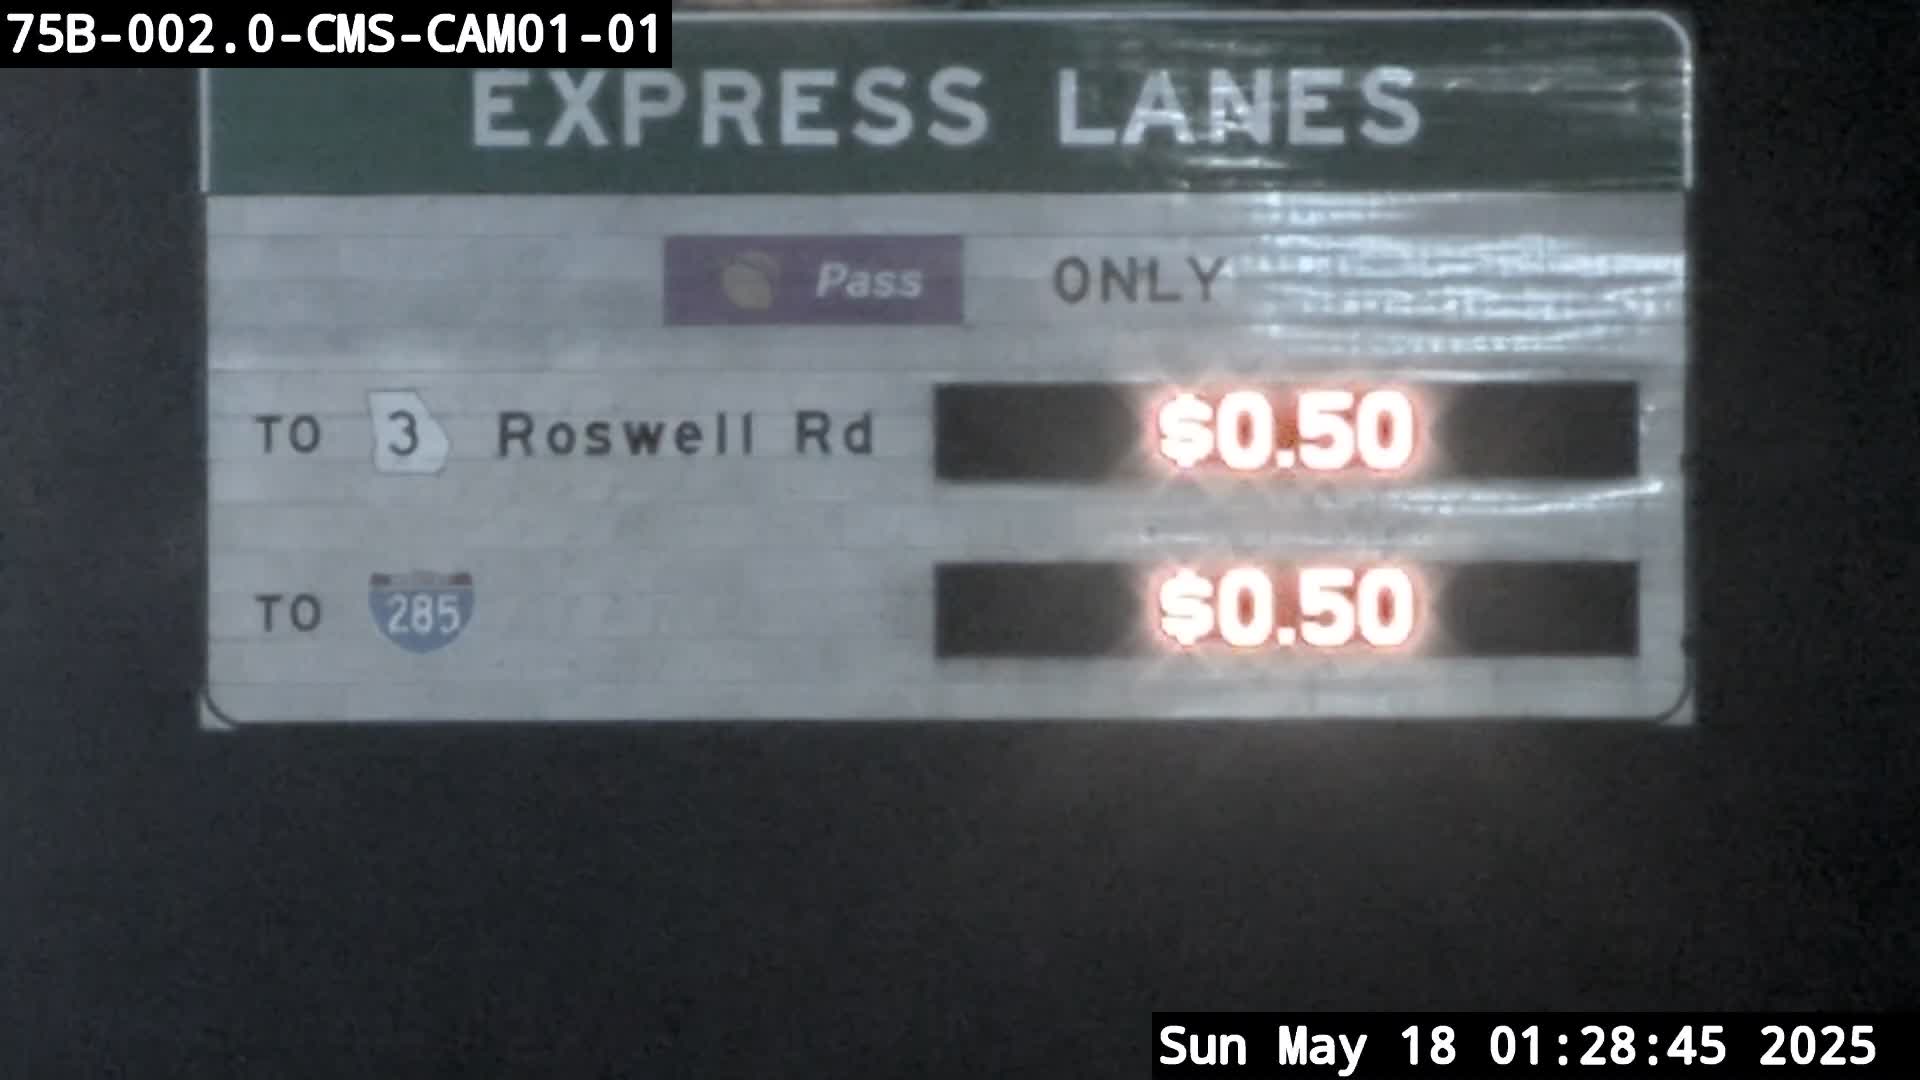 75B-002.0-CMS-CAM01-01
EXPRESS LANES
Pass ONLY
TO 3 Roswell Rd $0.50
TO 285 $0.50
Sun May 18 01:28:45 2025